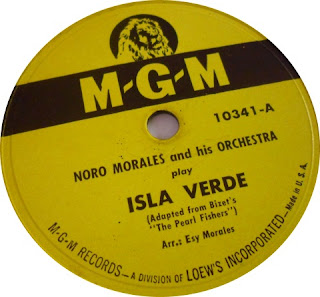 M-G-M
10341-A
NORO MORALES and his ORCHESTRA
play
ISLA VERDE
(Adapted from Bizet's
"The Pearl Fishers")
Arr.: Esy Morales
M-G-M RECORDS — A DIVISION OF LOEW'S INCORPORATED — Made in U. S. A.